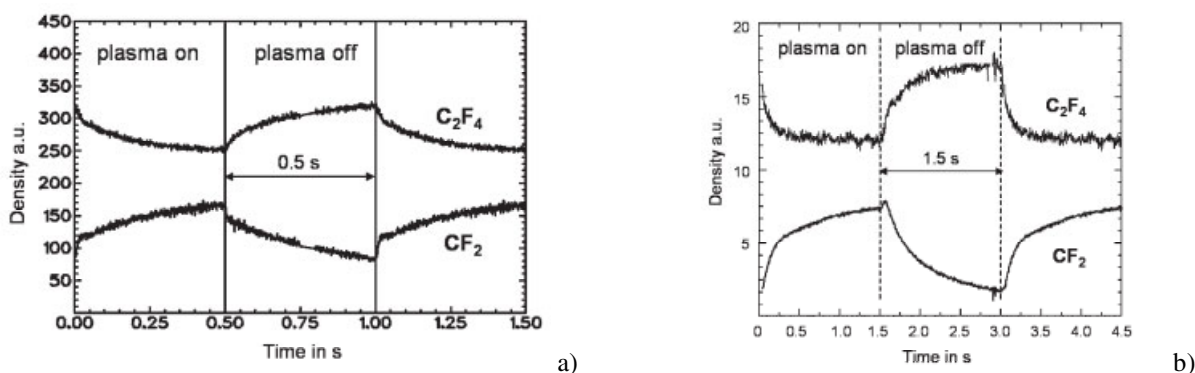 450
400
350
300
250
200
150
100
50
Density a.u.
plasma on
plasma off
C₂F₄
0.5 s
CF₂
0.00 0.25 0.50 0.75 1.00 1.25 1.50
Time in s
a)
20
15
10
5
Density a.u.
plasma on
plasma off
C₂F₄
1.5 s
CF₂
0 0.5 1.0 1.5 2.0 2.5 3.0 3.5 4.0 4.5
Time in s
b)